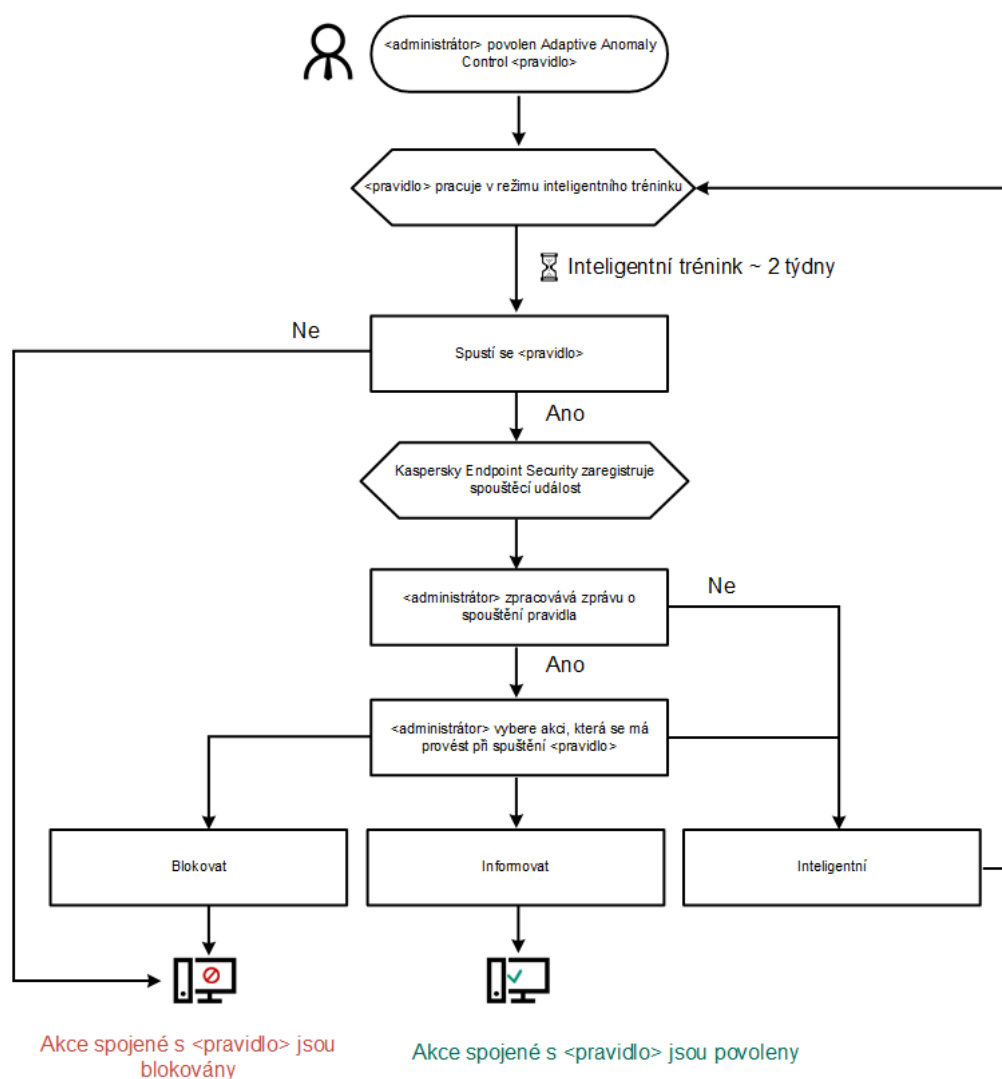 <administrátor> povolen Adaptive Anomaly
Control <pravidlo>
<pravidlo> pracuje v režimu inteligentního tréninku
Inteligentní trénink ~ 2 týdny
Ne
Spustí se <pravidlo>
Ano
Kaspersky Endpoint Security zaregistruje
spouštěcí událost
<administrátor> zpracovává zprávu o
spouštění pravidla
Ne
Ano
<administrátor> vybere akci, která se má
provést při spuštění <pravidlo>
Blokovat
Informovat
Inteligentní
Akce spojené s <pravidlo> jsou
blokovány
Akce spojené s <pravidlo> jsou povoleny